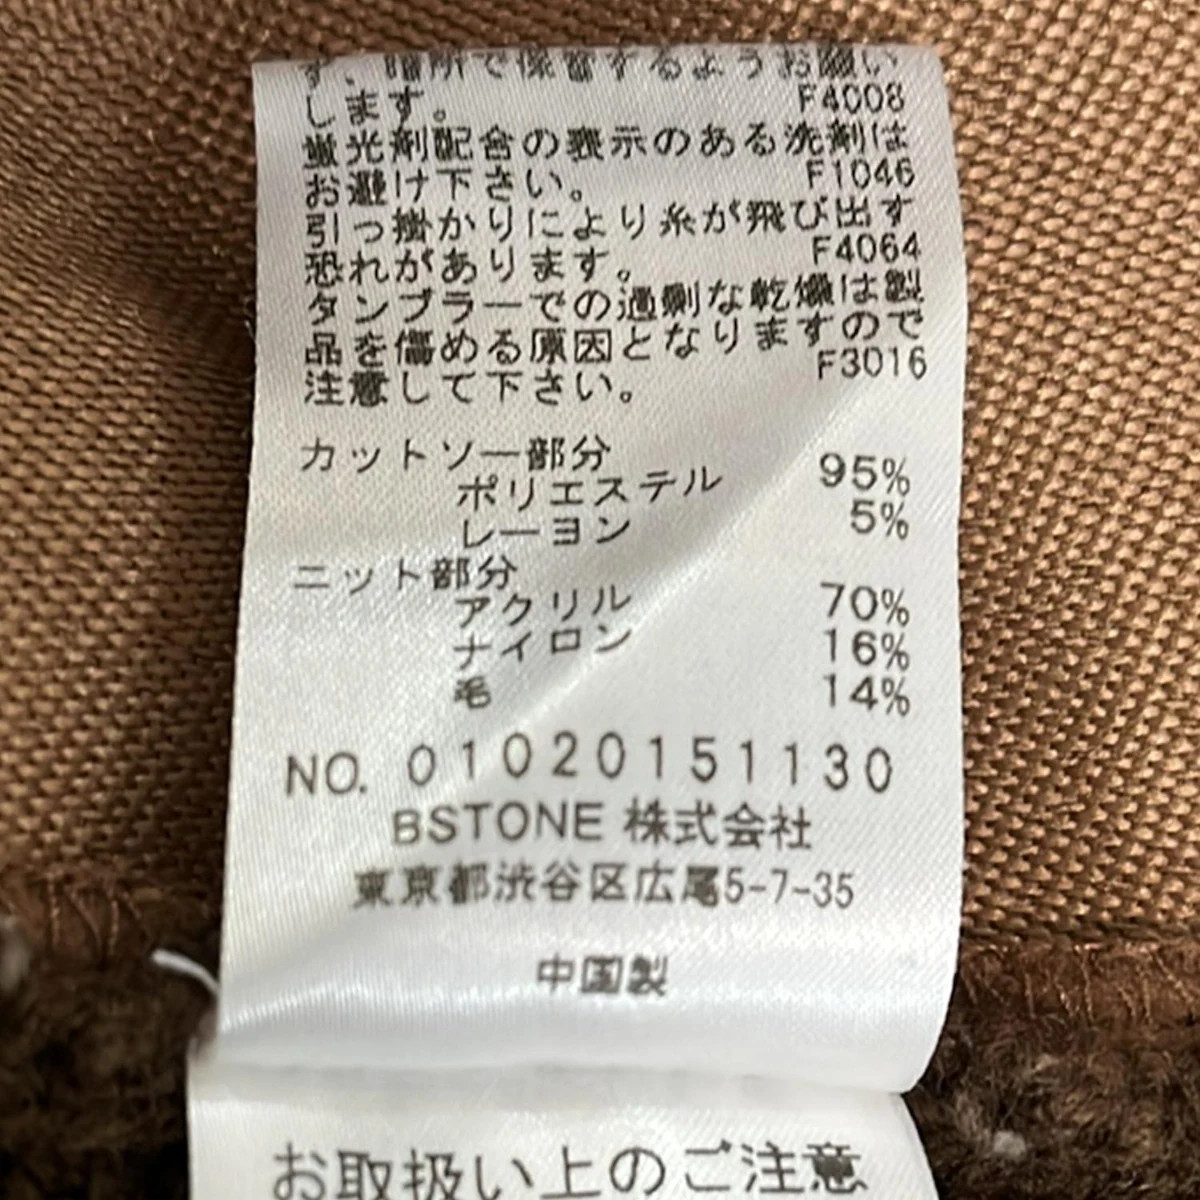 ず、暗所で保管するようお願い
します。 F4008
蛍光剤配合の表示のある洗剤は
お避け下さい。 F1046
引っ掛かりにより糸が飛び出す
恐れがあります。 F4064
タンブラーでの過剰な乾燥は製
品を傷める原因となりますので
注意して下さい。 F3016
カットソー部分
ポリエステル 95%
レーヨン 5%
ニット部分
アクリル 70%
ナイロン 16%
毛 14%
NO. 01020151130
BSTONE 株式会社
東京都渋谷区広尾5-7-35
中国製
お取扱い上のご注意